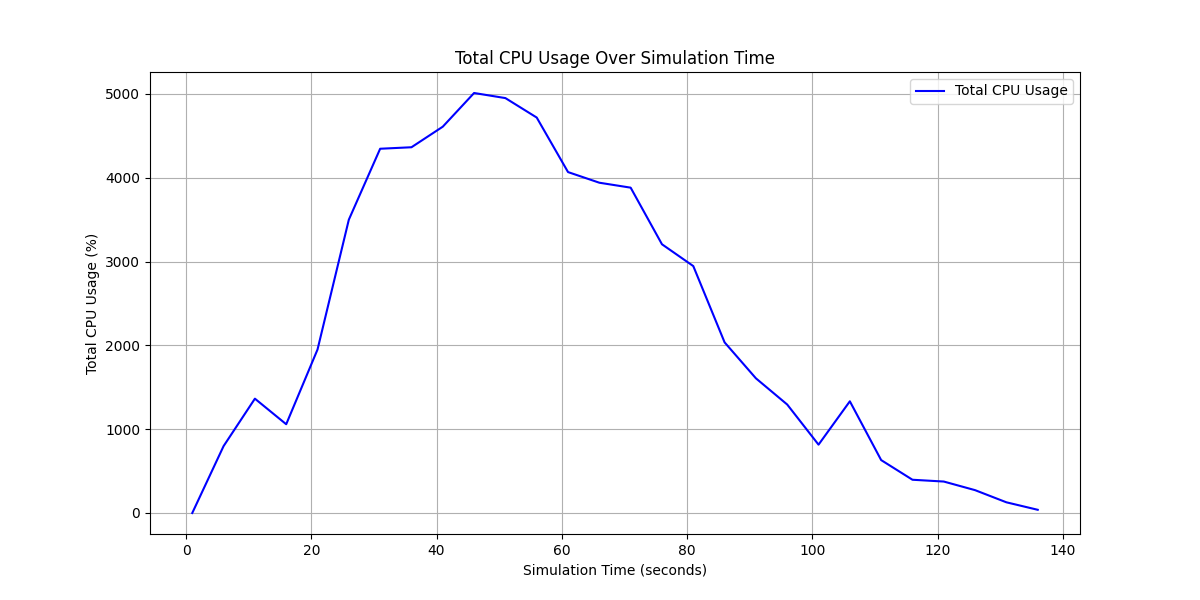 Total CPU Usage Over Simulation Time
Total CPU Usage
5000
4000
3000
2000
1000
0
Total CPU Usage (%)
0 20 40 60 80 100 120 140
Simulation Time (seconds)